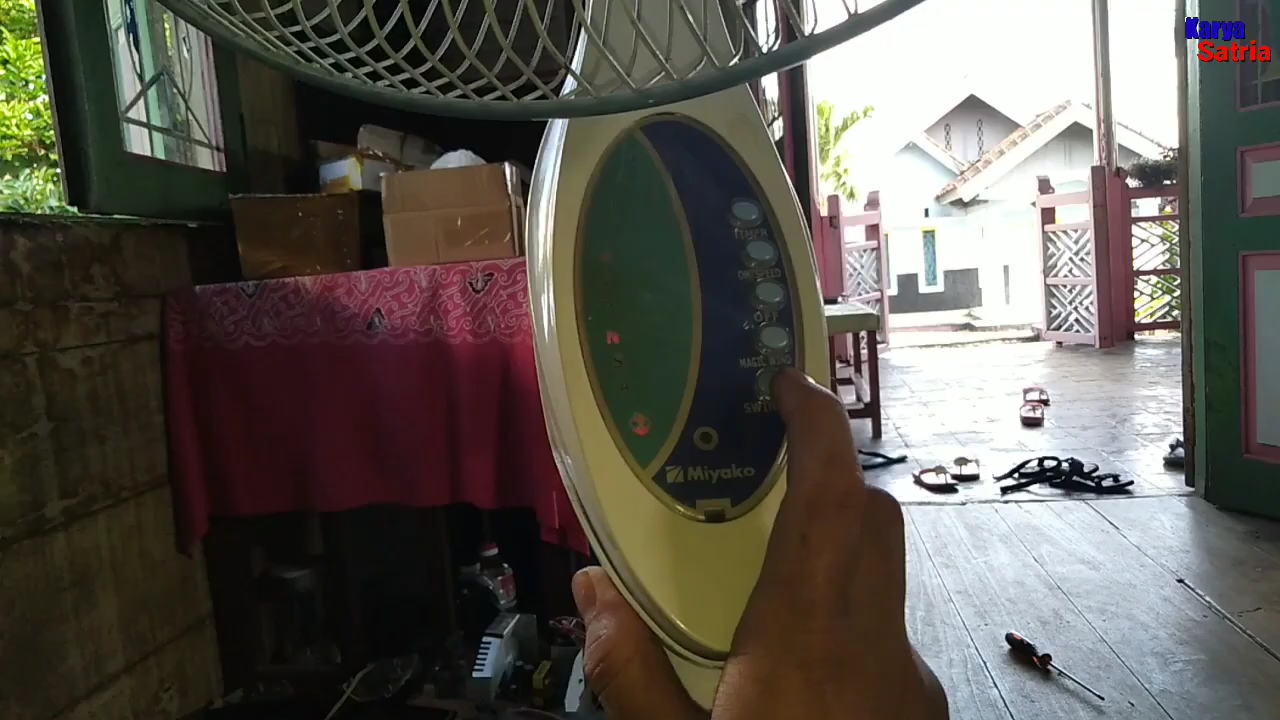 Karya
Satria
TIMER
ON/SPEED
OFF
MAGIC WIND
SWING
N
S
Miyako